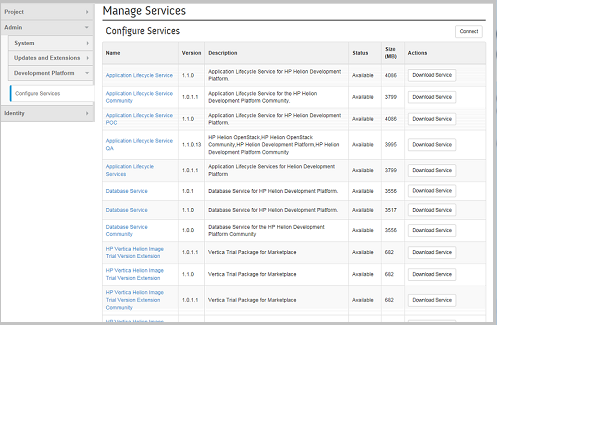 Project
Admin
System
Updates and Extensions
Development Platform
Configure Services
Identity
Manage Services
Configure Services
Connect
Name Version Description Status Size (MB) Actions
Application Lifecycle Service 1.1.0 Application Lifecycle Service for HP Helion Development Platform. Available 4086 Download Service
Application Lifecycle Service Community 1.0.1.1 Application Lifecycle Service for the HP Helion Development Platform Community. Available 3799 Download Service
Application Lifecycle Service POC 1.1.0 Application Lifecycle Service for HP Helion Development Platform. Available 4086 Download Service
Application Lifecycle Service QA 1.1.0.13 HP Helion OpenStack,HP Helion OpenStack Community,HP Helion Development Platform,HP Helion Development Platform Community Available 3995 Download Service
Application Lifecycle Services 1.0.1.1 Application Lifecycle Services for Helion Development Platform Available 3799 Download Service
Database Service 1.0.1 Database Service for HP Helion Development Platform. Available 3556 Download Service
Database Service 1.1.0 Database Service for HP Helion Development Platform. Available 3517 Download Service
Database Service Community 1.0.0 Database Service for the HP Helion Development Platform Community Available 3556 Download Service
HP Vertica Helion Image Trial Version Extension 1.0.1.1 Vertica Trial Package for Marketplace Available 682 Download Service
HP Vertica Helion Image Trial Version Extension 1.1.0 Vertica Trial Package for Marketplace Available 682 Download Service
HP Vertica Helion Image Trial Version Extension Community 1.0.1.1 Vertica Trial Package for Marketplace Available 682 Download Service